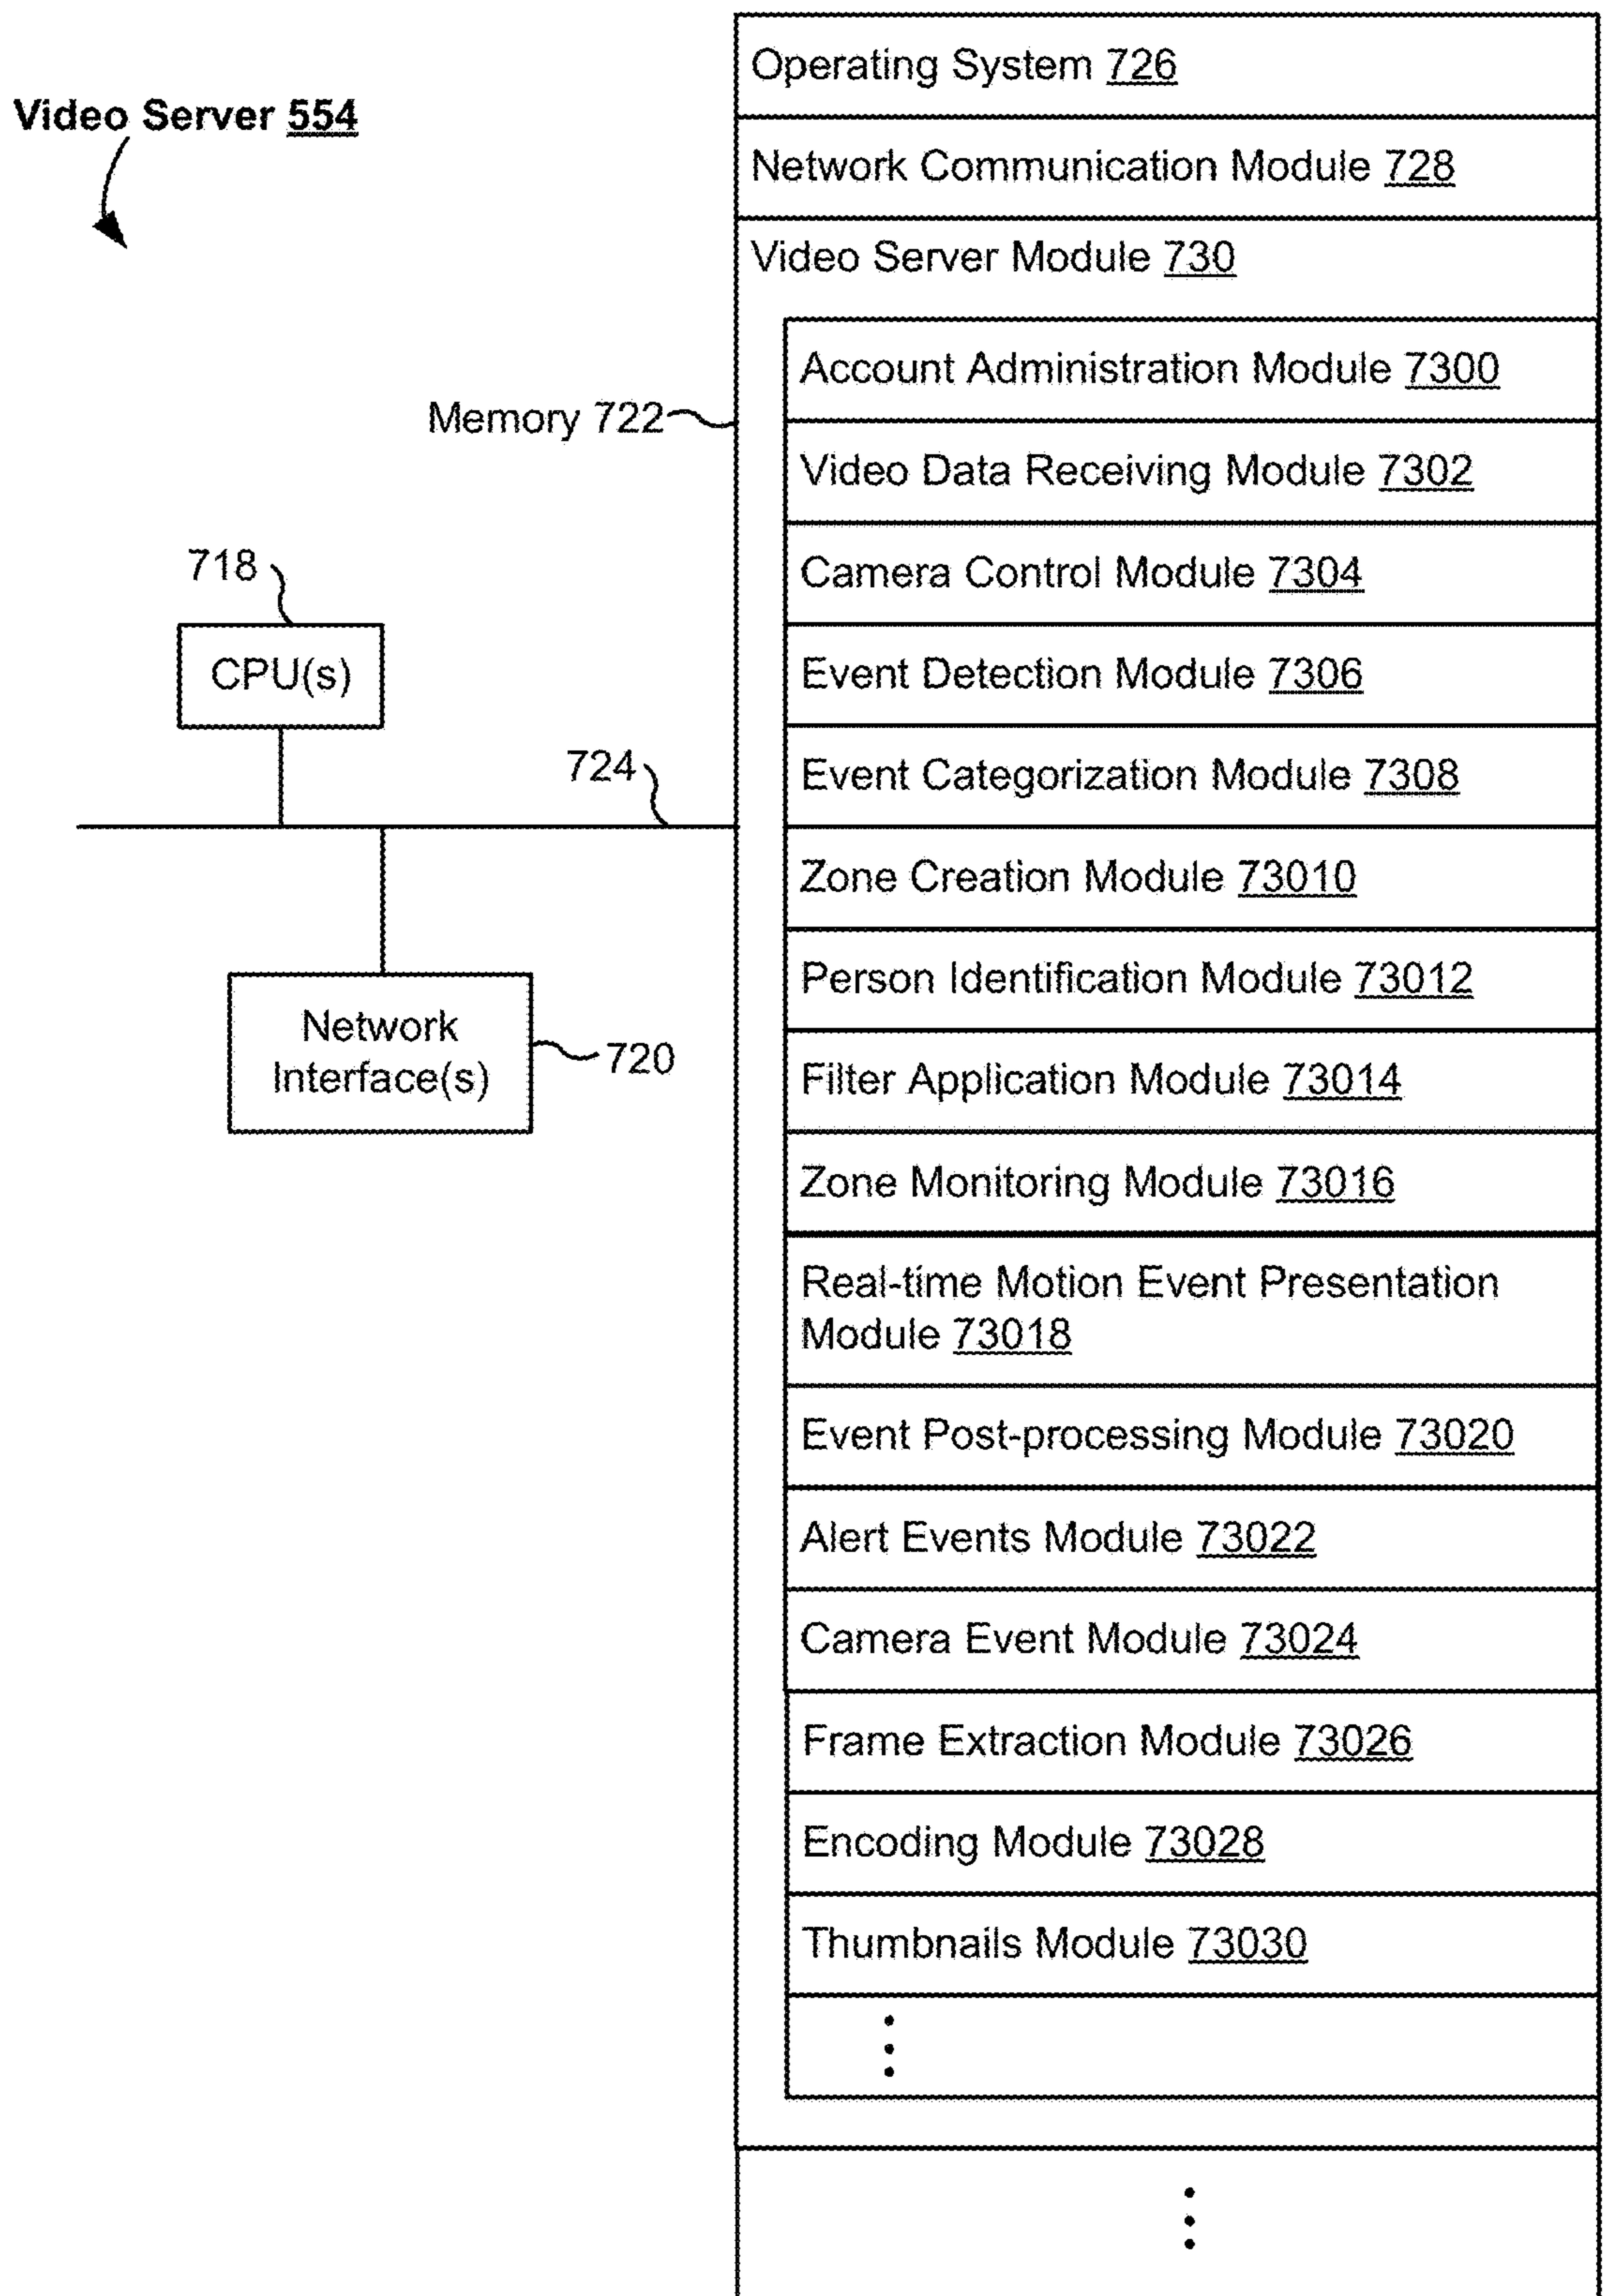 Video Server 554
Operating System 726
Network Communication Module 728
Video Server Module 730
Account Administration Module 7300
Memory 722
Video Data Receiving Module 7302
Camera Control Module 7304
718
CPU(s)
Event Detection Module 7306
724
Event Categorization Module 7308
Zone Creation Module 73010
Person Identification Module 73012
Network
Interface(s)
720
Filter Application Module 73014
Zone Monitoring Module 73016
Real-time Motion Event Presentation
Module 73018
Event Post-processing Module 73020
Alert Events Module 73022
Camera Event Module 73024
Frame Extraction Module 73026
Encoding Module 73028
Thumbnails Module 73030